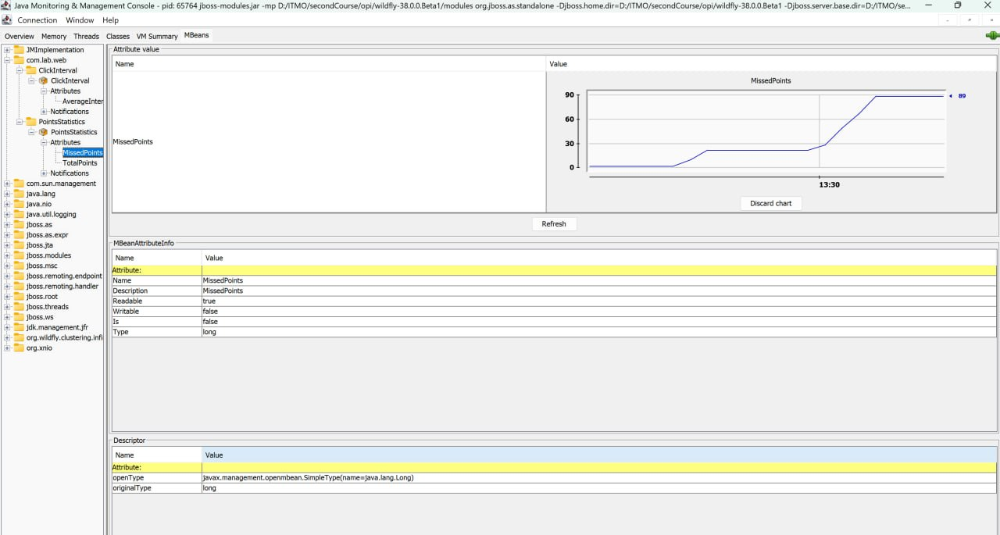 Java Monitoring & Management Console - pid: 65764 jboss-modules.jar -mp D:/ITMO/secondCourse/opi/wildfly-38.0.0.Beta1/modules org.jboss.as.standalone -Djboss.home.dir=D:/ITMO/secondCourse/opi/wildfly-38.0.0.Beta1 -Djboss.server.base.dir=D:/ITMO/se...
Connection Window Help
Overview Memory Threads Classes VM Summary MBeans
JMImplementation
com.lab.web
ClickInterval
ClickInterval
Attributes
AverageInter
Notifications
PointsStatistics
PointsStatistics
Attributes
MissedPoints
TotalPoints
Notifications
com.sun.management
java.lang
java.nio
java.util.logging
jboss.as
jboss.as.expr
jboss.jta
jboss.modules
jboss.msc
jboss.remoting.endpoint
jboss.remoting.handler
jboss.root
jboss.threads
jboss.ws
jdk.management.jfr
org.wildfly.clustering.infi
org.xnio
Attribute value
Name Value
MissedPoints
MissedPoints
90
60
30
0
89
13:30
Discard chart
Refresh
MBeanAttributeInfo
Name Value
Attribute:
Name MissedPoints
Description MissedPoints
Readable true
Writable false
Is false
Type long
Descriptor
Name Value
Attribute:
openType javax.management.openmbean.SimpleType(name=java.lang.Long)
originalType long